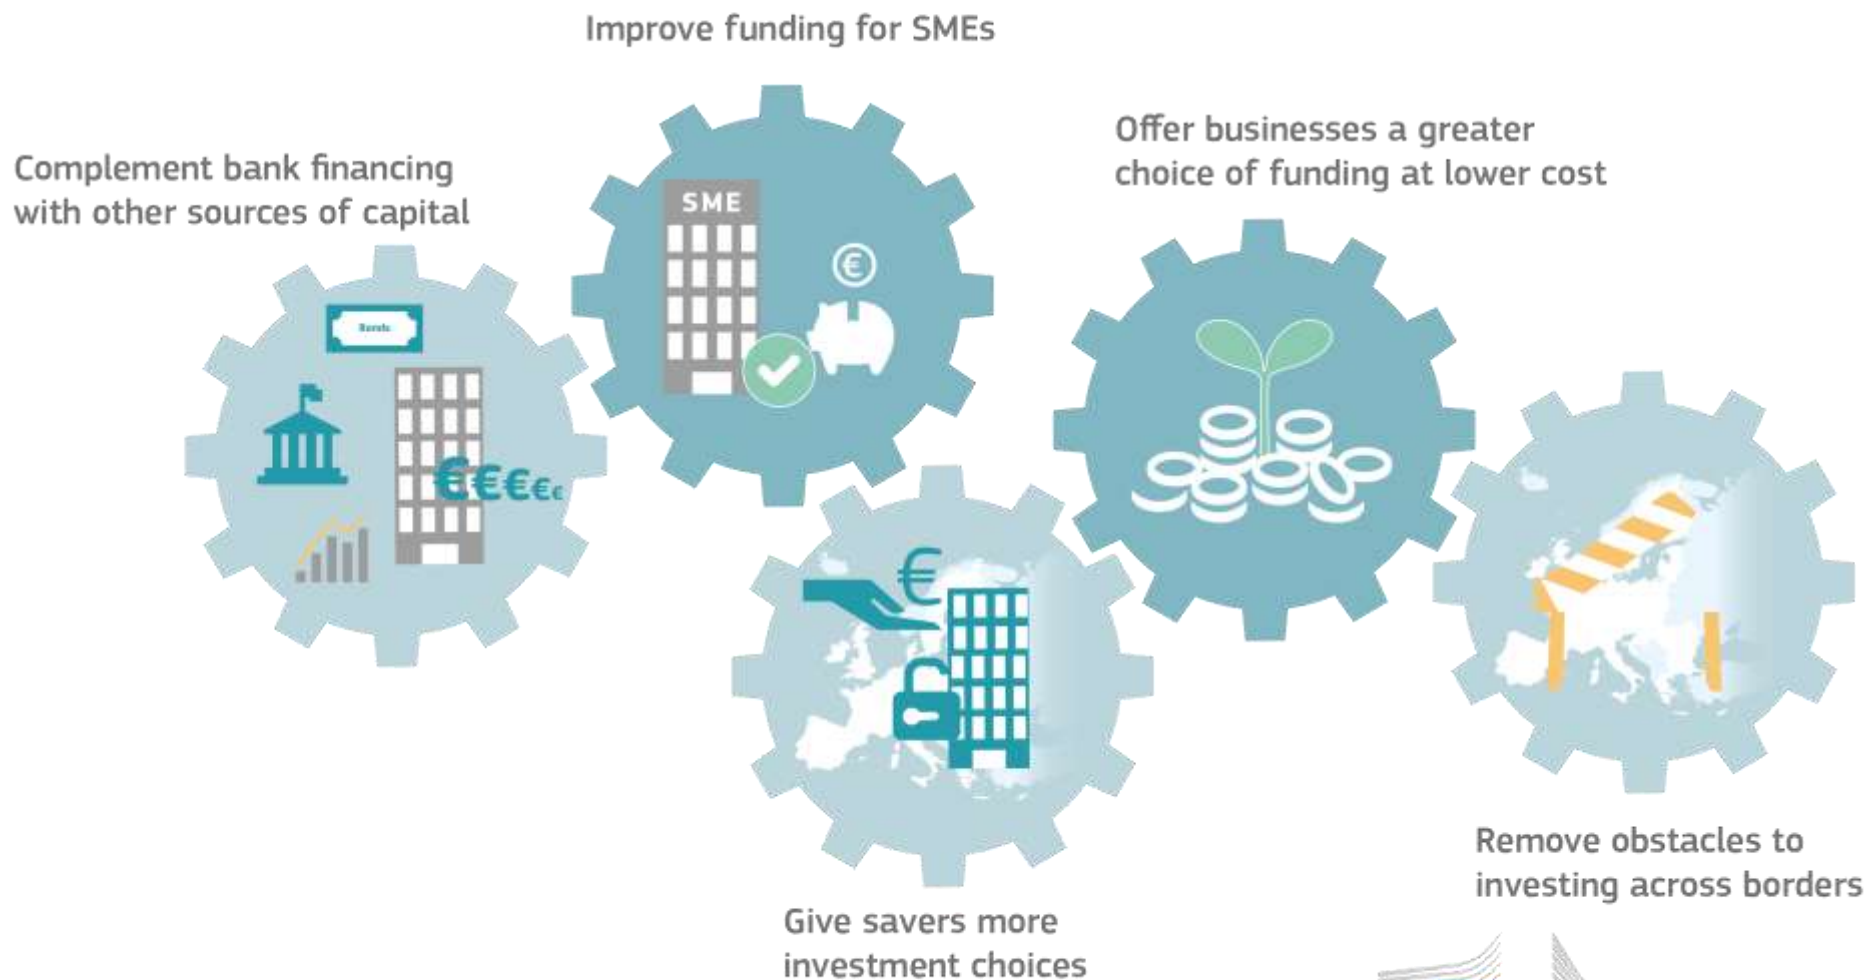 Improve funding for SMEs
Complement bank financing
with other sources of capital
Offer businesses a greater
choice of funding at lower cost
SME
Bonds
€
€€€€€
€
Give savers more
investment choices
Remove obstacles to
investing across borders